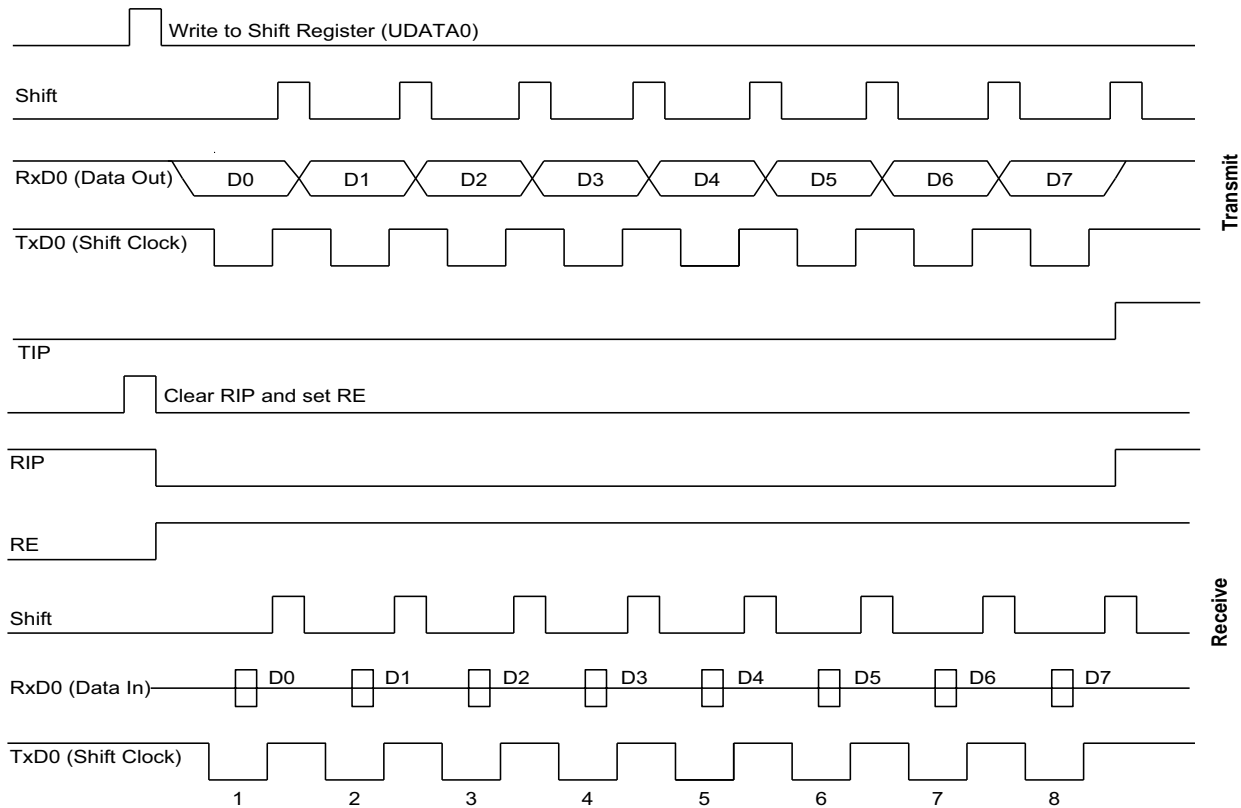 Write to Shift Register (UDATA0)
Shift
RxD0 (Data Out)
D0 D1 D2 D3 D4 D5 D6 D7
TxD0 (Shift Clock)
TIP
Transmit
Clear RIP and set RE
RIP
RE
Shift
RxD0 (Data In)
D0 D1 D2 D3 D4 D5 D6 D7
TxD0 (Shift Clock)
1 2 3 4 5 6 7 8
Receive